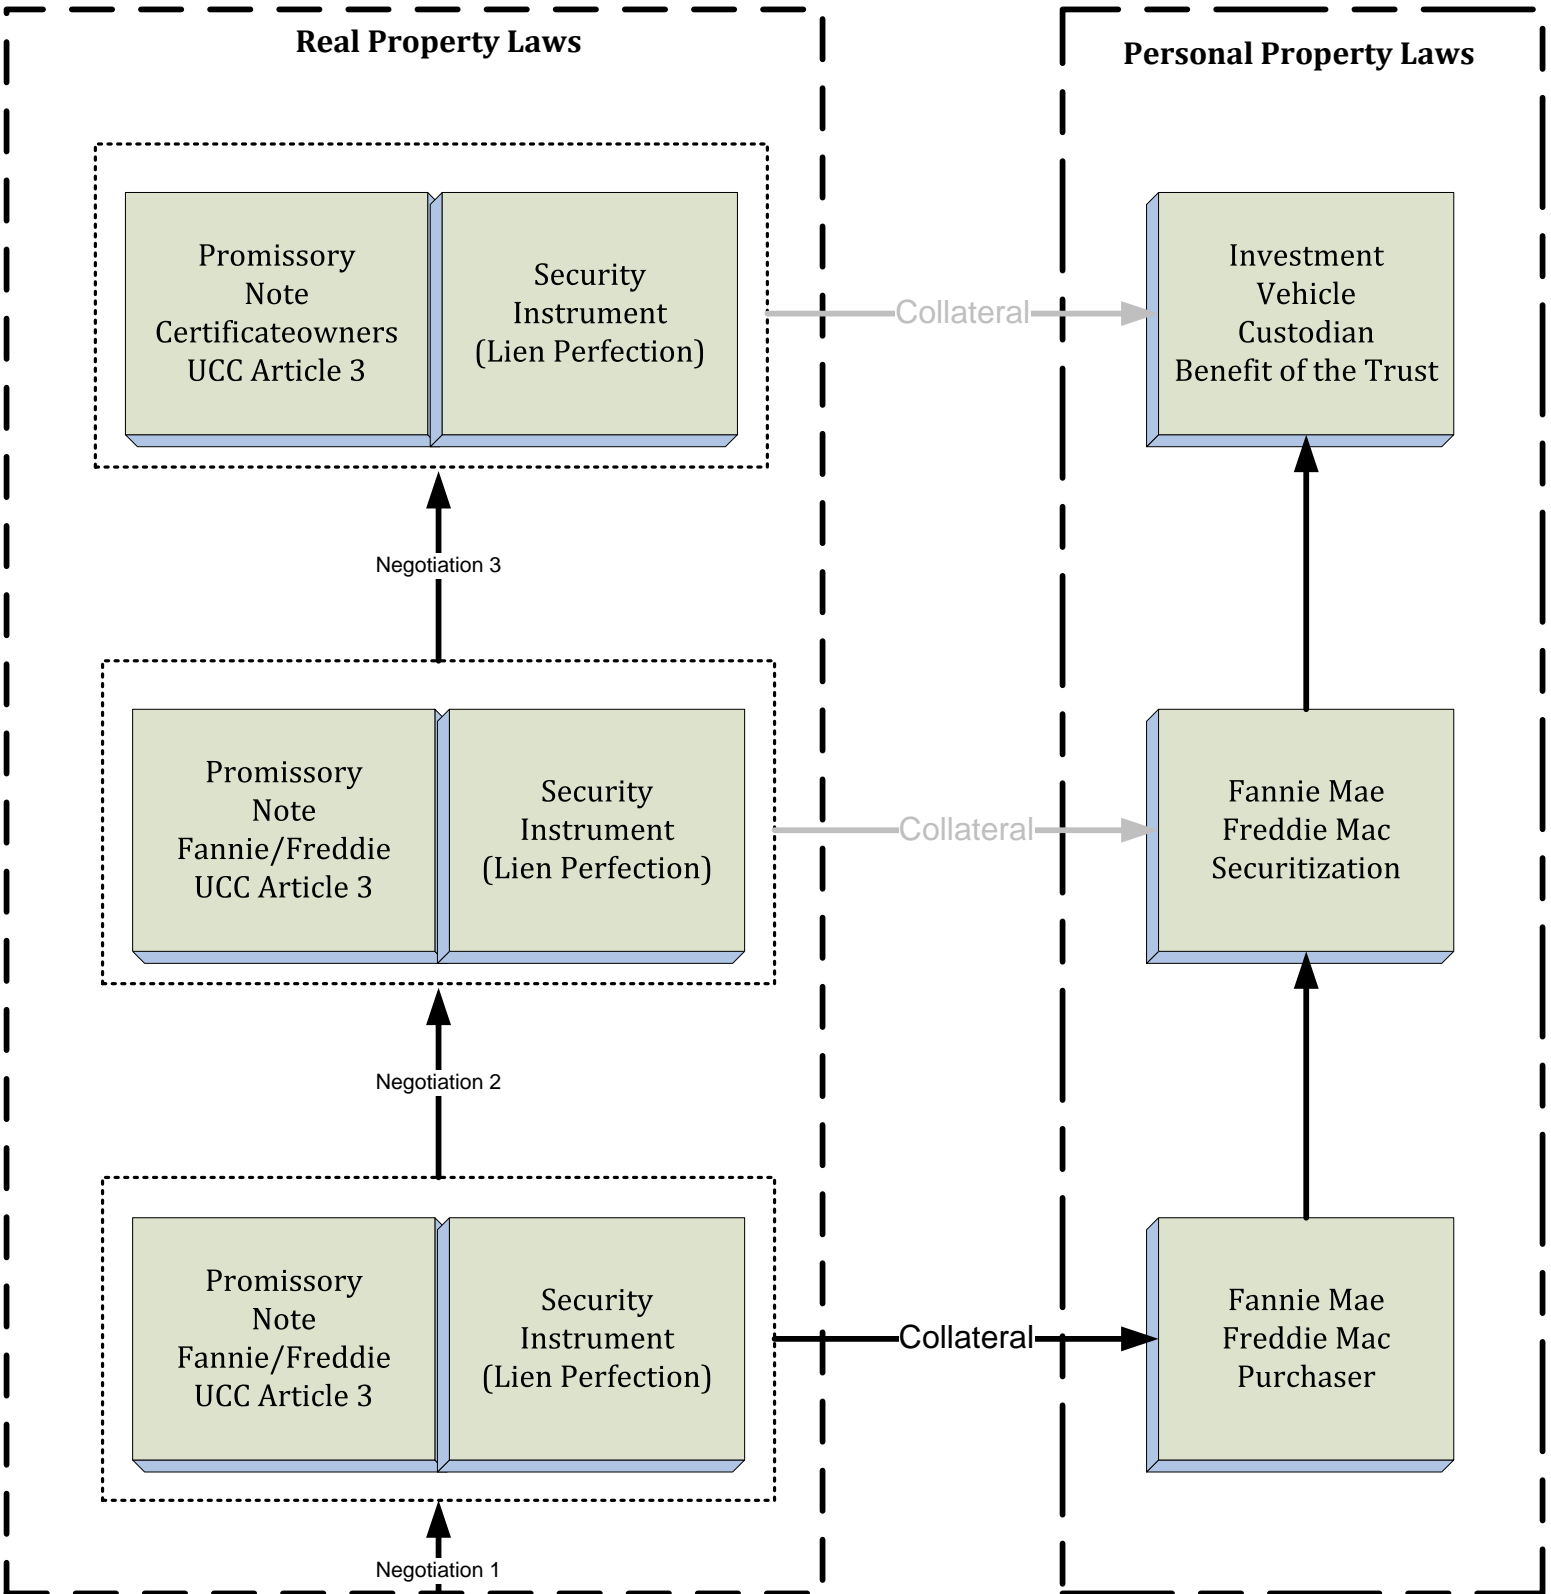 Real Property Laws
Personal Property Laws
Promissory
Note
Certificateowners
UCC Article 3
Security
Instrument
(Lien Perfection)
Collateral
Investment
Vehicle
Custodian
Benefit of the Trust
Negotiation 3
Promissory
Note
Fannie/Freddie
UCC Article 3
Security
Instrument
(Lien Perfection)
Collateral
Fannie Mae
Freddie Mac
Securitization
Negotiation 2
Promissory
Note
Fannie/Freddie
UCC Article 3
Security
Instrument
(Lien Perfection)
Collateral
Fannie Mae
Freddie Mac
Purchaser
Negotiation 1